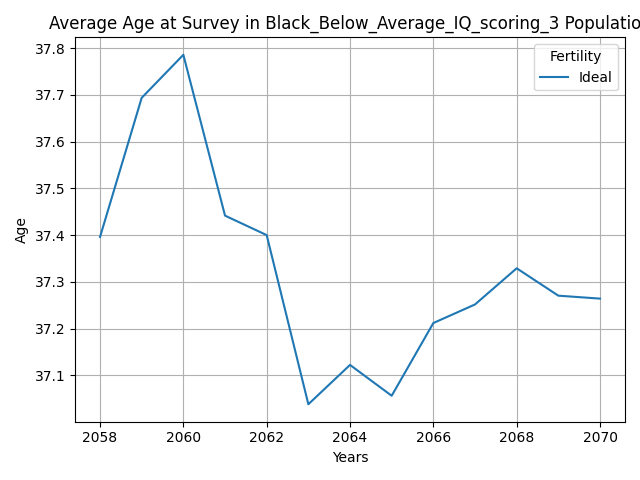 Average Age at Survey in Black_Below_Average_IQ_scoring_3 Populatio
Fertility
Ideal
37.8
37.7
37.6
37.5
37.4
37.3
37.2
37.1
Age
2058 2060 2062 2064 2066 2068 2070
Years